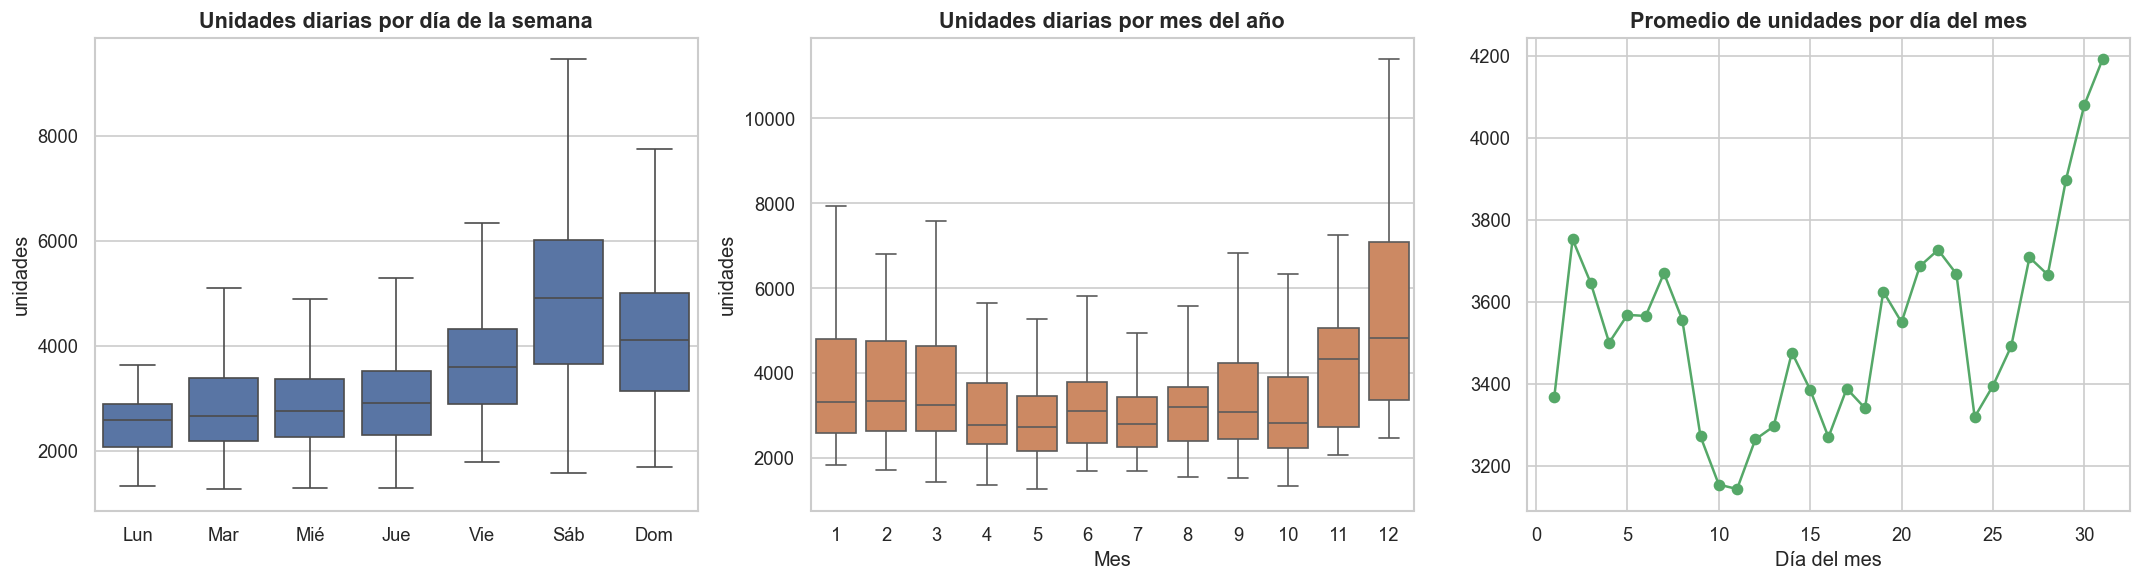 Unidades diarias por día de la semana
unidades
8000
6000
4000
2000
Lun Mar Mié Jue Vie Sáb Dom
Unidades diarias por mes del año
unidades
10000
8000
6000
4000
2000
1 2 3 4 5 6 7 8 9 10 11 12
Mes
Promedio de unidades por día del mes
4200
4000
3800
3600
3400
3200
0 5 10 15 20 25 30
Día del mes